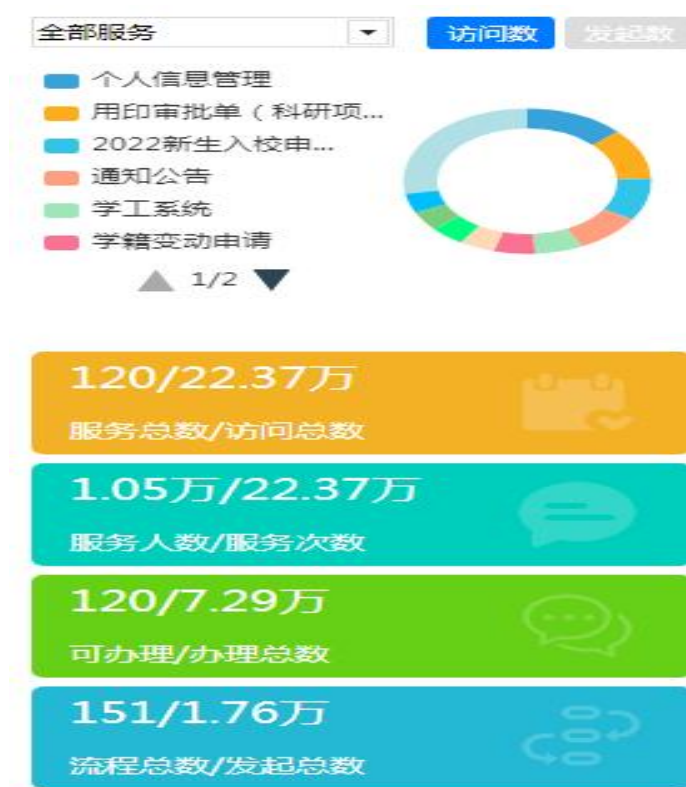 全部服务
访问数
发起数
个人信息管理
用印审批单（科研项...
2022新生入校申...
通知公告
学工系统
学籍变动申请
1/2
120/22.37万
服务总数/访问总数
1.05万/22.37万
服务人数/服务次数
120/7.29万
可办理/办理总数
151/1.76万
流程总数/发起总数